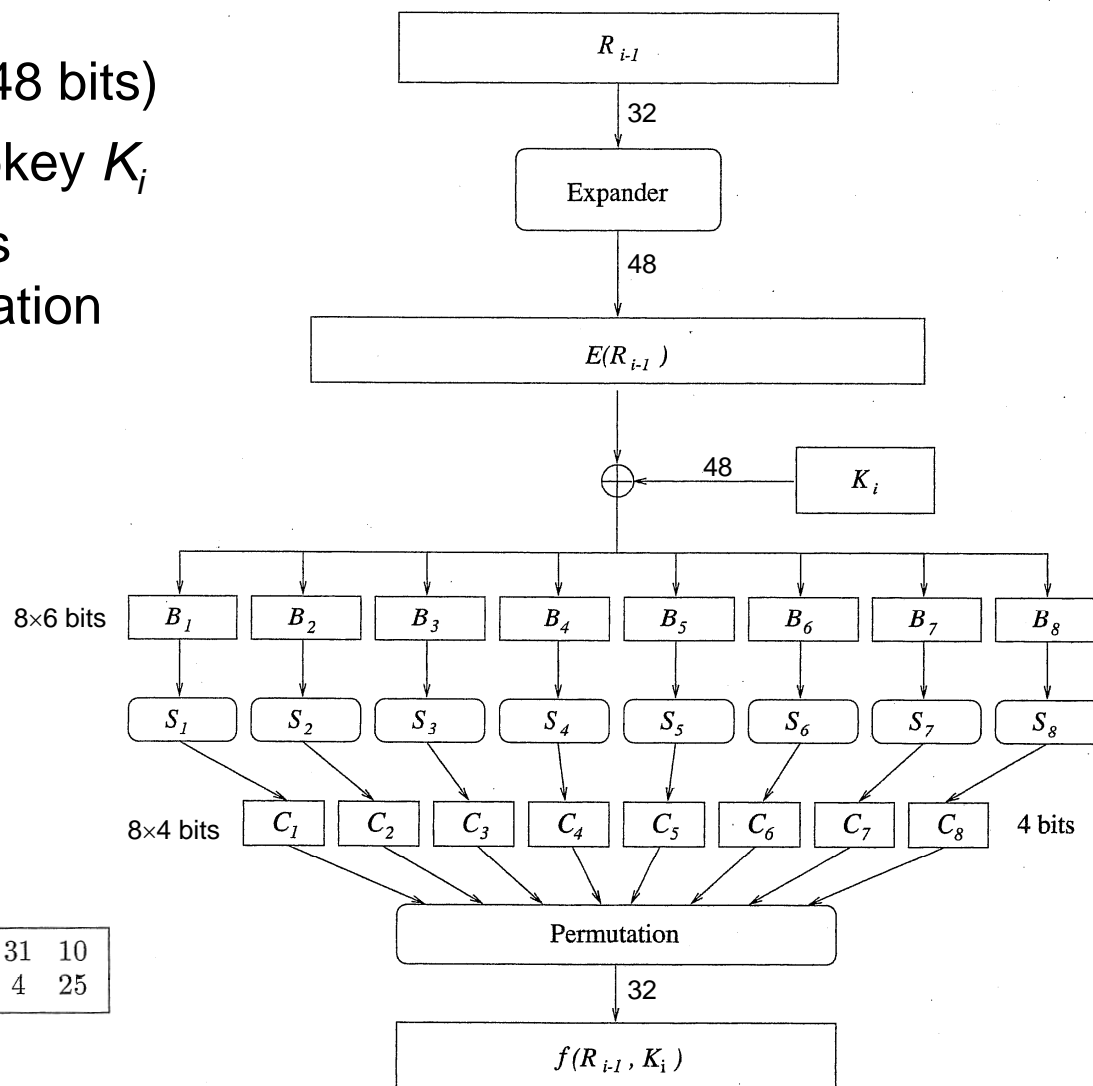 48 bits)
key K_i
s
ation
R_{i-1}
32
Expander
48
E(R_{i-1})
48
K_i
8×6 bits B_1 B_2 B_3 B_4 B_5 B_6 B_7 B_8
S_1 S_2 S_3 S_4 S_5 S_6 S_7 S_8
8×4 bits C_1 C_2 C_3 C_4 C_5 C_6 C_7 C_8 4 bits
Permutation
31 10
4 25
32
f(R_{i-1}, K_i)